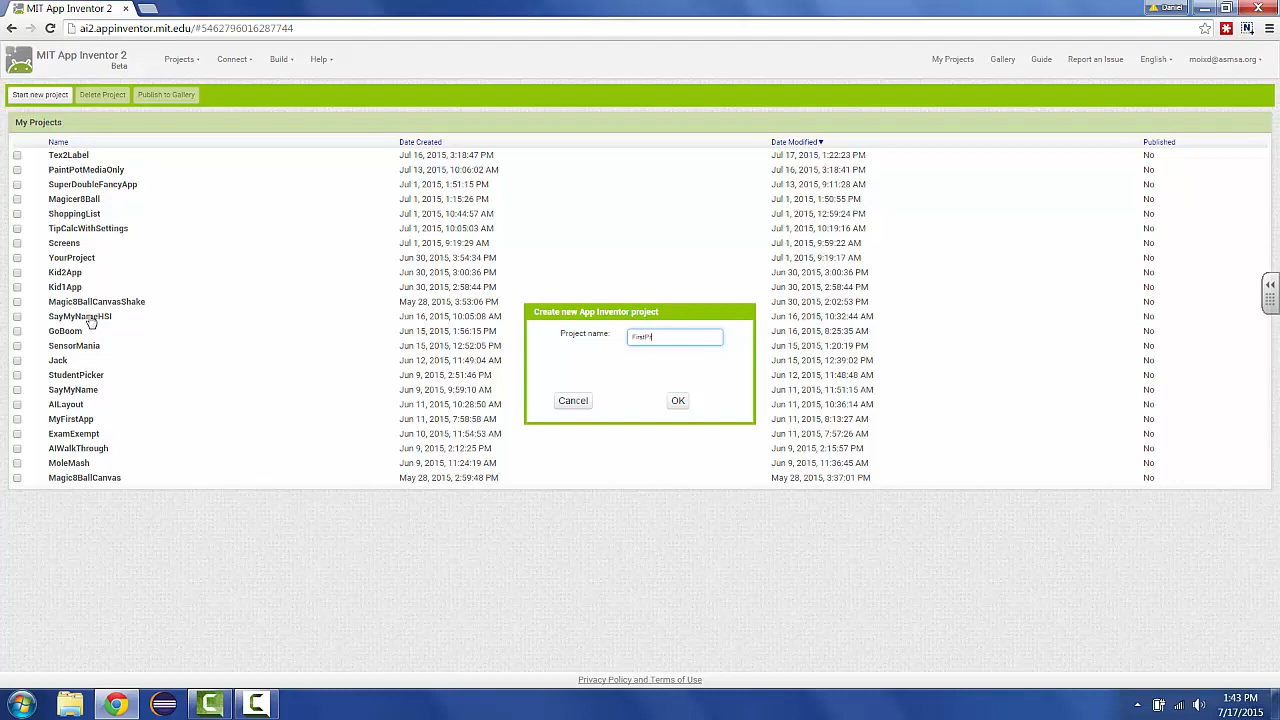 MIT App Inventor 2
Daniel
ai2.appinventor.mit.edu/#5462796016287744
MIT App Inventor 2
Beta
Projects Connect Build Help My Projects Gallery Guide Report an Issue English moixd@asmsa.org
Start new project Delete Project Publish to Gallery
My Projects
Name Date Created Date Modified Published
Tex2Label Jul 16, 2015, 3:18:47 PM Jul 17, 2015, 1:22:23 PM No
PaintPotMediaOnly Jul 13, 2015, 10:06:02 AM Jul 16, 2015, 3:18:41 PM No
SuperDoubleFancyApp Jul 1, 2015, 1:51:15 PM Jul 13, 2015, 9:11:28 AM No
Magicer8Ball Jul 1, 2015, 1:15:26 PM Jul 1, 2015, 1:50:55 PM No
ShoppingList Jul 1, 2015, 10:44:57 AM Jul 1, 2015, 12:59:24 PM No
TipCalcWithSettings Jul 1, 2015, 10:05:03 AM Jul 1, 2015, 10:19:16 AM No
Screens Jul 1, 2015, 9:19:29 AM Jul 1, 2015, 9:59:22 AM No
YourProject Jun 30, 2015, 3:54:34 PM Jul 1, 2015, 9:19:17 AM No
Kid2App Jun 30, 2015, 3:00:36 PM Jun 30, 2015, 3:00:36 PM No
Kid1App Jun 30, 2015, 2:58:44 PM Jun 30, 2015, 2:58:44 PM No
Magic8BallCanvasShake May 28, 2015, 3:53:06 PM Jun 30, 2015, 2:02:53 PM No
SayMyNameHSI Jun 16, 2015, 10:05:08 AM Jun 16, 2015, 10:32:44 AM No
GoBoom Jun 15, 2015, 1:56:15 PM Jun 16, 2015, 8:25:35 AM No
SensorMania Jun 15, 2015, 12:52:05 PM Jun 15, 2015, 1:20:19 PM No
Jack Jun 12, 2015, 11:49:04 AM Jun 15, 2015, 12:39:02 PM No
StudentPicker Jun 9, 2015, 2:51:46 PM Jun 12, 2015, 11:48:48 AM No
SayMyName Jun 9, 2015, 9:59:10 AM Jun 11, 2015, 11:51:15 AM No
AILayout Jun 11, 2015, 10:28:50 AM Jun 11, 2015, 10:36:14 AM No
MyFirstApp Jun 11, 2015, 7:58:58 AM Jun 11, 2015, 8:13:27 AM No
ExamExempt Jun 10, 2015, 11:54:53 AM Jun 11, 2015, 7:57:26 AM No
AIWalkThrough Jun 9, 2015, 2:12:25 PM Jun 9, 2015, 2:15:57 PM No
MoleMash Jun 9, 2015, 11:24:19 AM Jun 9, 2015, 11:36:45 AM No
Magic8BallCanvas May 28, 2015, 2:59:48 PM May 28, 2015, 3:37:01 PM No
Create new App Inventor project
Project name: FirstPr
Cancel OK
Privacy Policy and Terms of Use
1:43 PM
7/17/2015